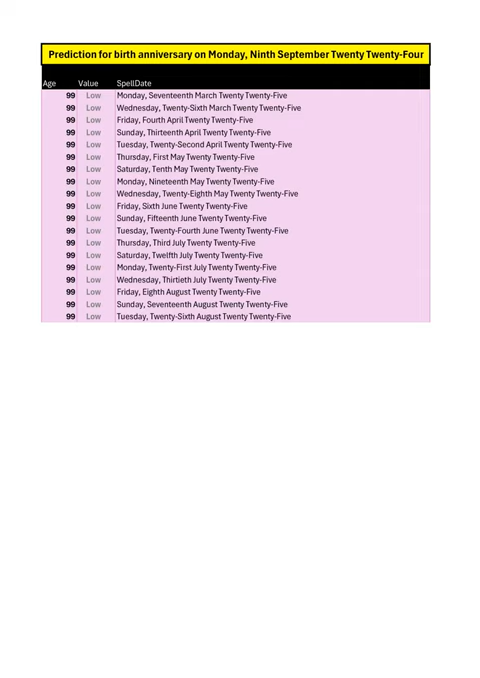 Prediction for birth anniversary on Monday, Ninth September Twenty Twenty-Four
Age Value SpellDate
99 Low Monday, Seventeenth March Twenty Twenty-Five
99 Low Wednesday, Twenty-Sixth March Twenty Twenty-Five
99 Low Friday, Fourth April Twenty Twenty-Five
99 Low Sunday, Thirteenth April Twenty Twenty-Five
99 Low Tuesday, Twenty-Second April Twenty Twenty-Five
99 Low Thursday, First May Twenty Twenty-Five
99 Low Saturday, Tenth May Twenty Twenty-Five
99 Low Monday, Nineteenth May Twenty Twenty-Five
99 Low Wednesday, Twenty-Eighth May Twenty Twenty-Five
99 Low Friday, Sixth June Twenty Twenty-Five
99 Low Sunday, Fifteenth June Twenty Twenty-Five
99 Low Tuesday, Twenty-Fourth June Twenty Twenty-Five
99 Low Thursday, Third July Twenty Twenty-Five
99 Low Saturday, Twelfth July Twenty Twenty-Five
99 Low Monday, Twenty-First July Twenty Twenty-Five
99 Low Wednesday, Thirtieth July Twenty Twenty-Five
99 Low Friday, Eighth August Twenty Twenty-Five
99 Low Sunday, Seventeenth August Twenty Twenty-Five
99 Low Tuesday, Twenty-Sixth August Twenty Twenty-Five